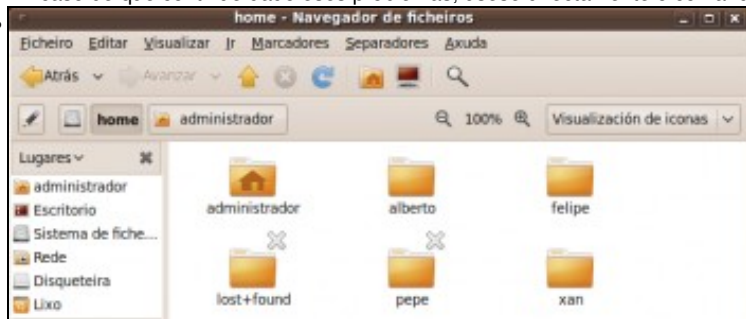 home - Navegador de ficheiros
Ficheiro Editar Visualizar Ir Marcadores Separadores Axuda
Atrás Avanzar
home administrador 100% Visualización de iconas
Lugares
administrador
Escritorio
Sistema de fiche...
Rede
Disqueteira
Lixo
administrador alberto felipe
lost+found pepe xan